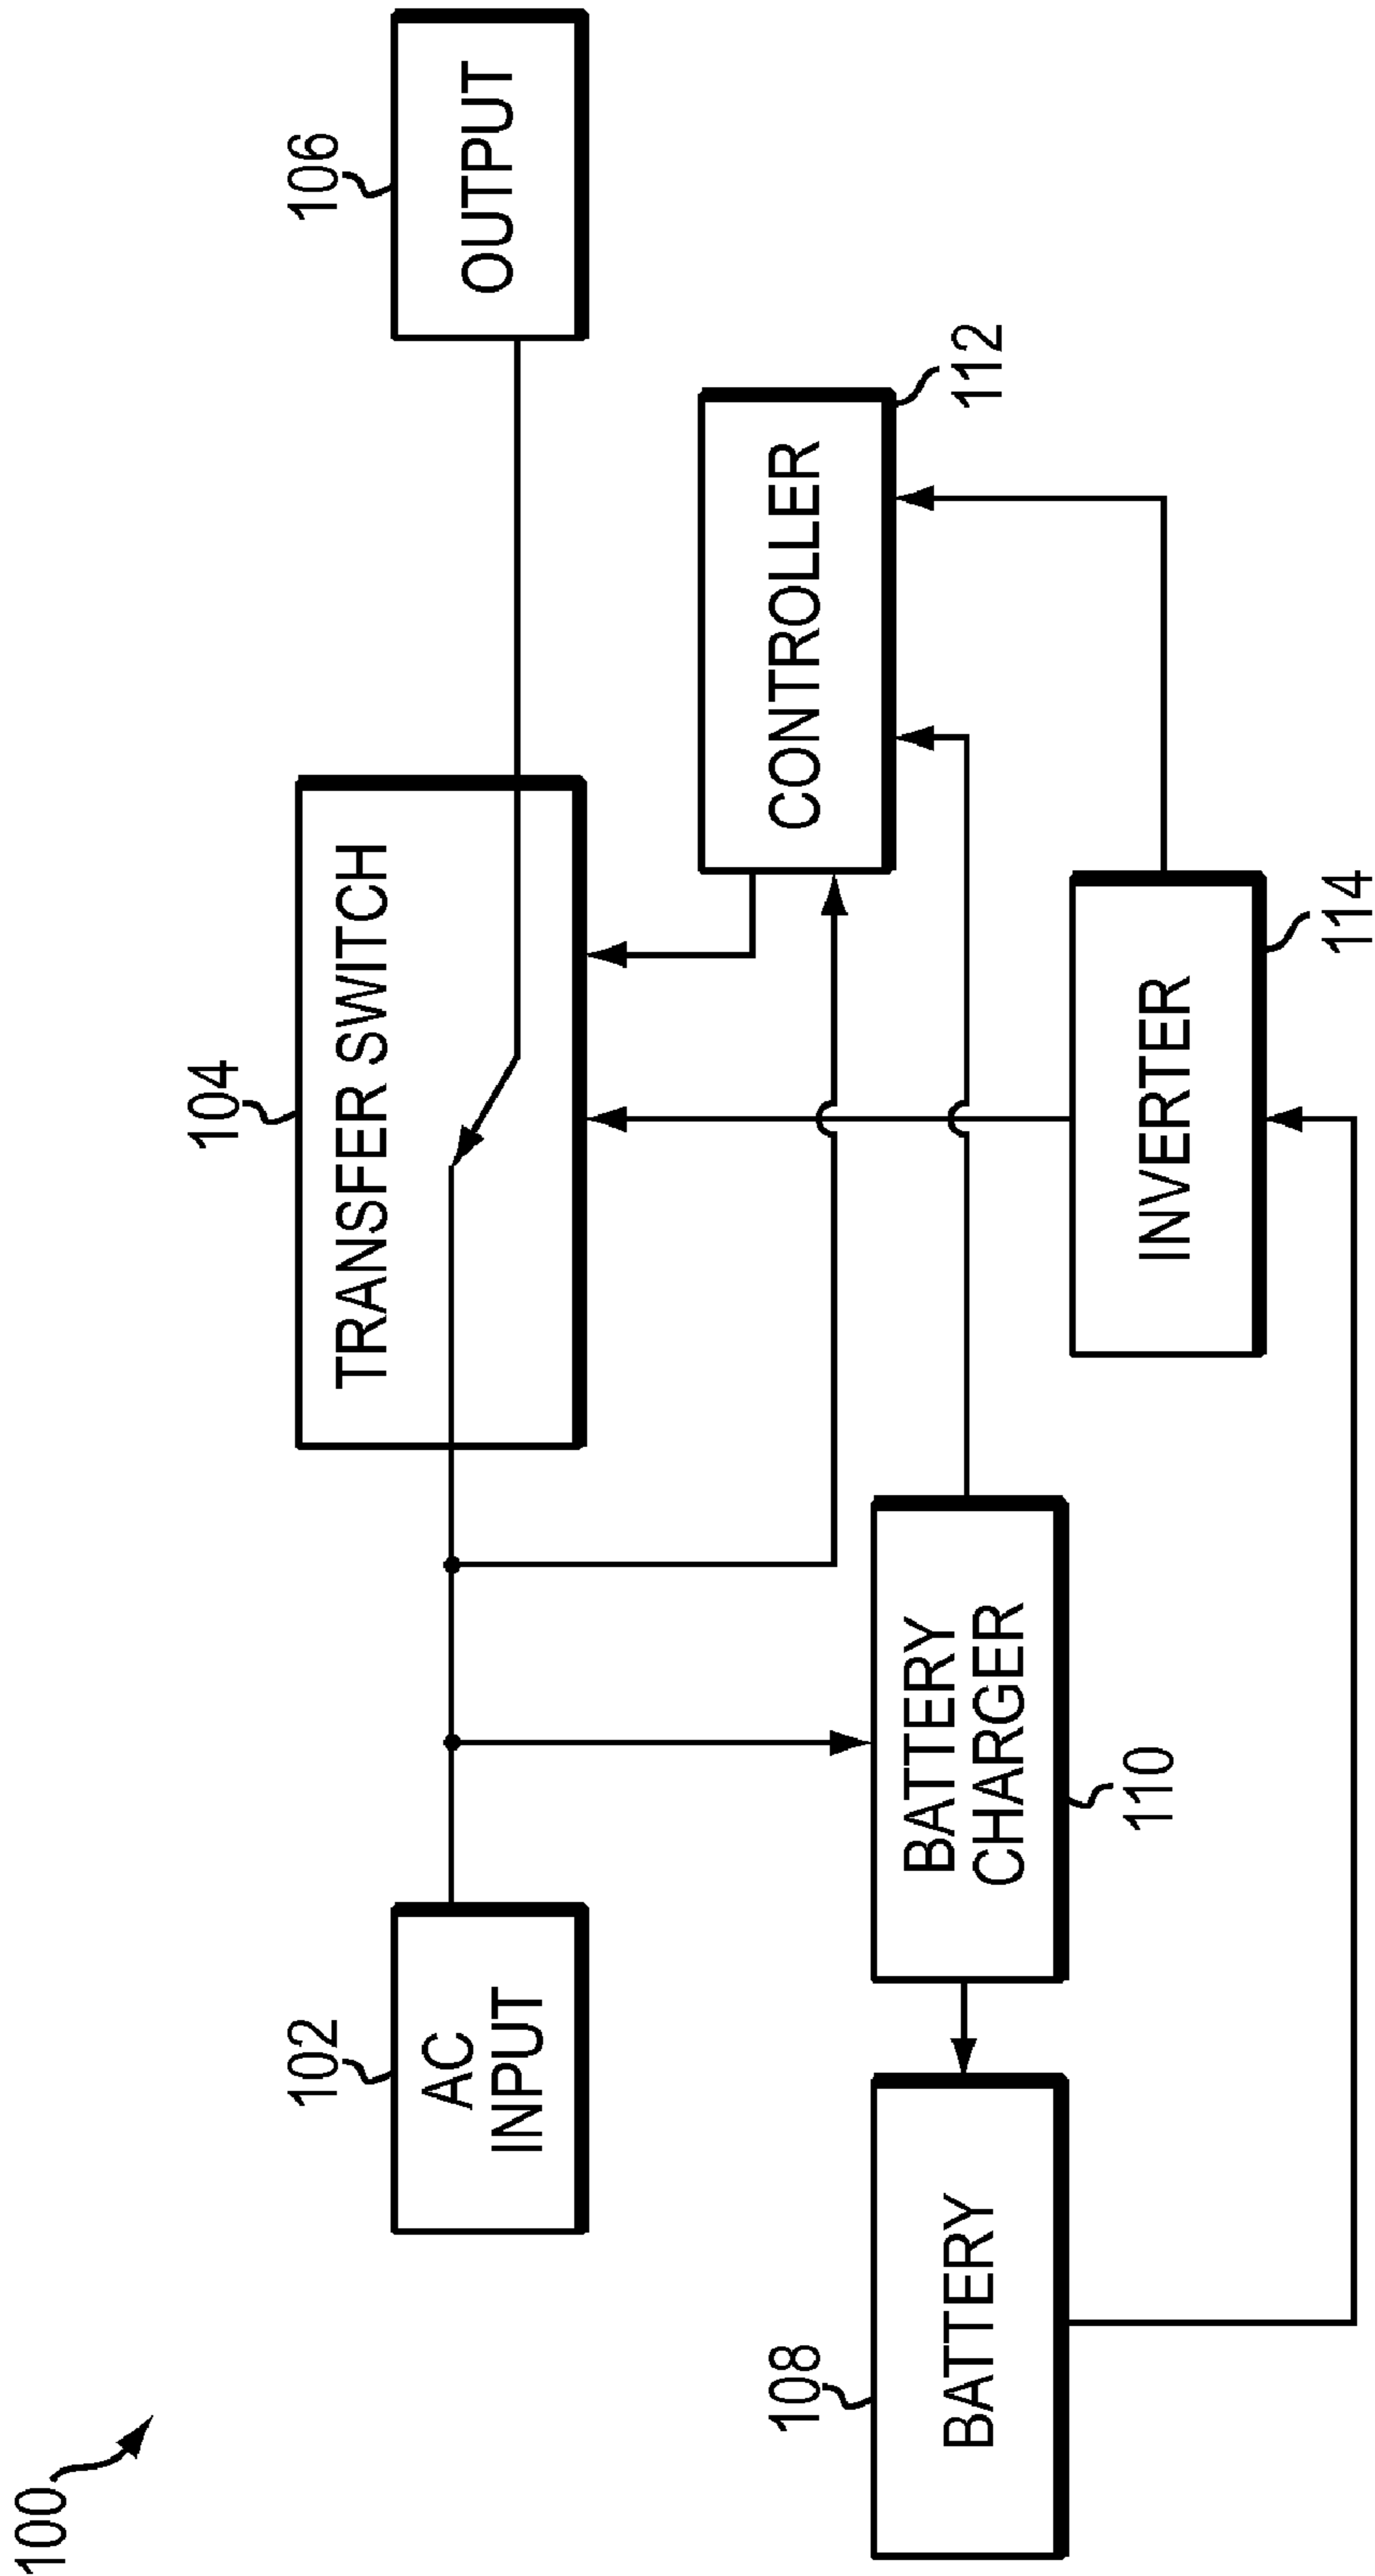 100
102
AC
INPUT
104
TRANSFER SWITCH
106
OUTPUT
108
BATTERY
BATTERY
CHARGER
110
CONTROLLER
112
INVERTER
114